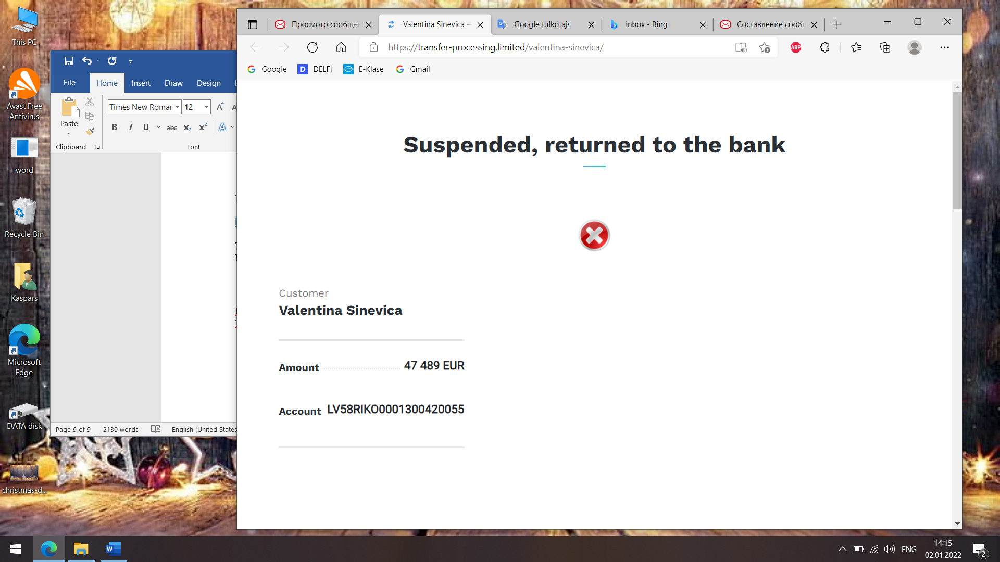 This PC
Avast Free
Antivirus
word
Recycle Bin
Kaspars
Microsoft
Edge
DATA disk
christmas-d...
File
Home
Insert
Draw
Design
Paste
Clipboard
Times New Romar
12
B
I
U
abc
x₂
x²
A
Font
Page 9 of 9
2130 words
English (United States
Просмотр сообщен
Valentina Sinevica –
Google tulkotājs
inbox - Bing
Составление сообщ
https://transfer-processing.limited/valentina-sinevica/
ABP
Google
D DELFI
E-Klase
Gmail
Suspended, returned to the bank
Customer
Valentina Sinevica
Amount 47 489 EUR
Account LV58RIKO0001300420055
ENG
14:15
02.01.2022
2